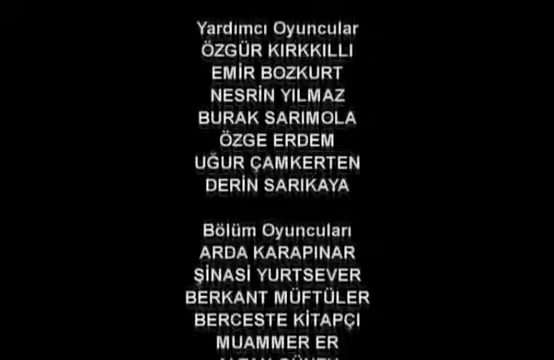 Yardımcı Oyuncular
ÖZGÜR KIRKKILLI
EMİR BOZKURT
NESRİN YILMAZ
BURAK SARIMOLA
ÖZGE ERDEM
UĞUR ÇAMKERTEN
DERİN SARIKAYA
Bölüm Oyuncuları
ARDA KARAPINAR
ŞİNASİ YURTSEVER
BERKANT MÜFTÜLER
BERCESTE KİTAPÇI
MUAMMER ER